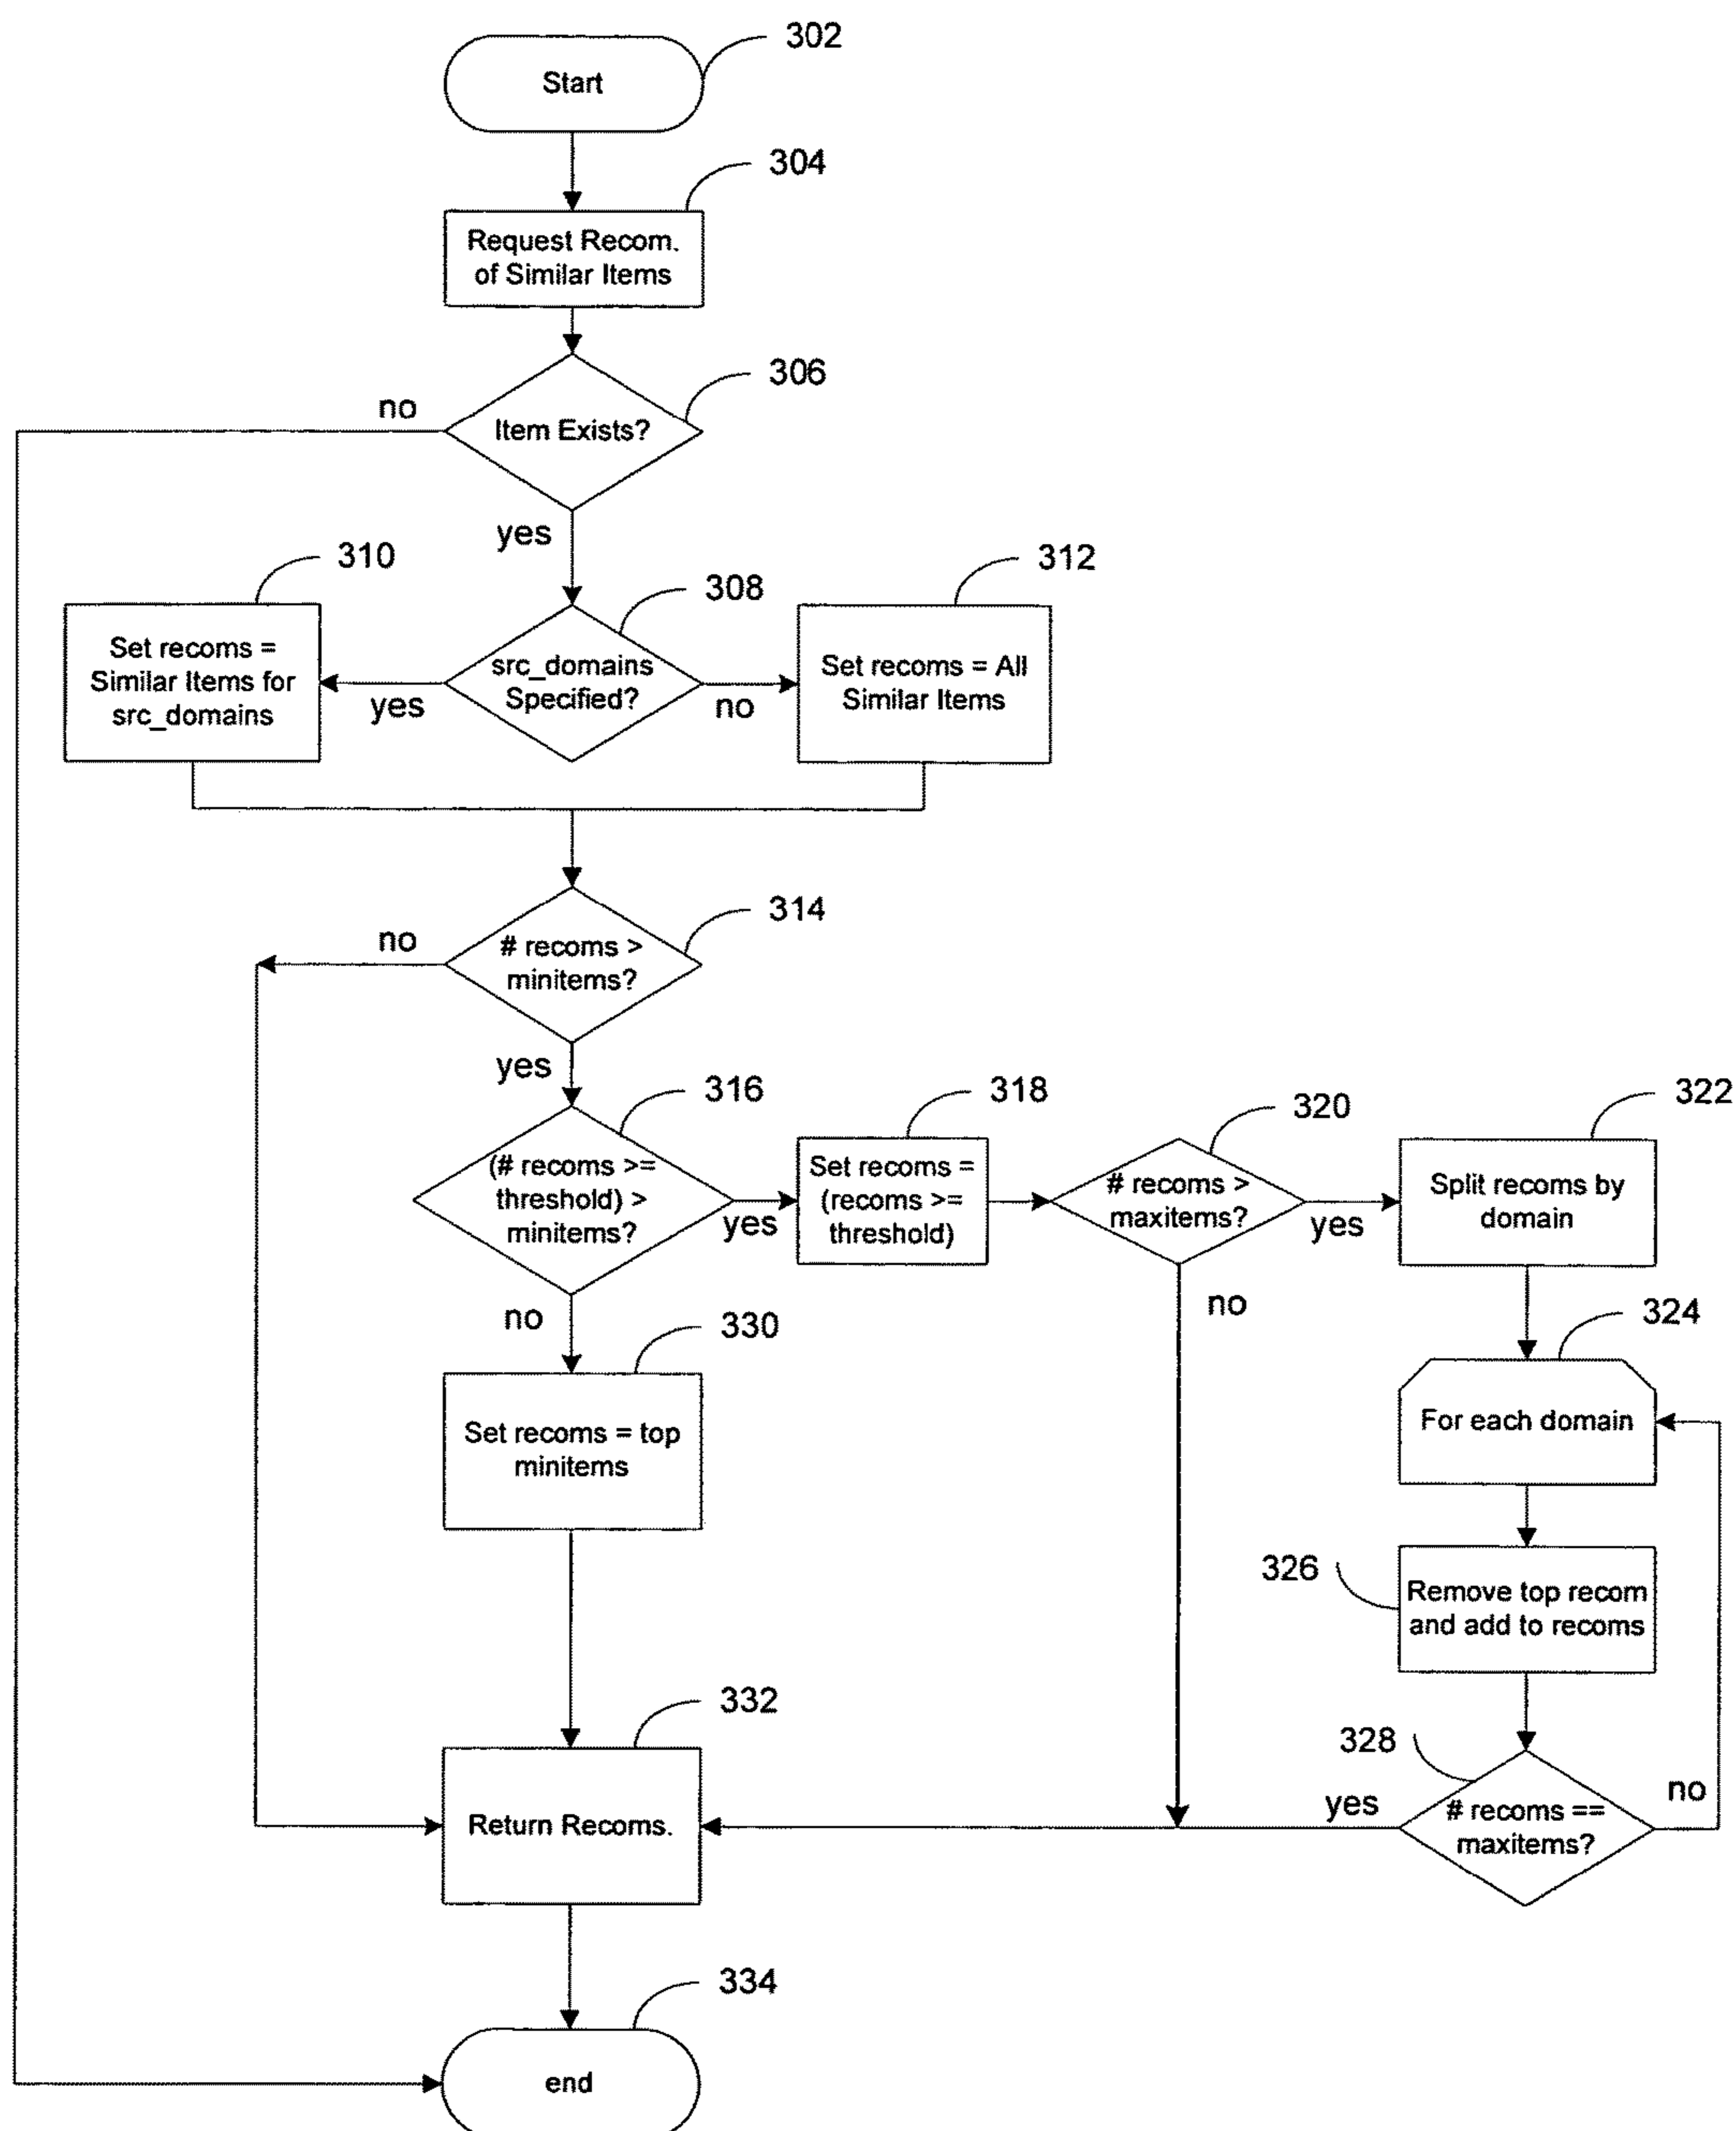 302
Start
304
Request Recom.
of Similar Items
306
no
Item Exists?
yes
310
308
312
Set recoms =
Similar Items for
src_domains
src_domains
Specified?
Set recoms = All
Similar Items
yes
no
314
no
# recoms >
minitems?
yes
316
318
320
322
(# recoms >=
threshold) >
minitems?
yes
Set recoms =
(recoms >=
threshold)
# recoms >
maxitems?
yes
Split recoms by
domain
no
no
330
324
Set recoms = top
minitems
For each domain
326
Remove top recom
and add to recoms
332
328
Return Recoms.
yes
# recoms ==
maxitems?
no
334
end